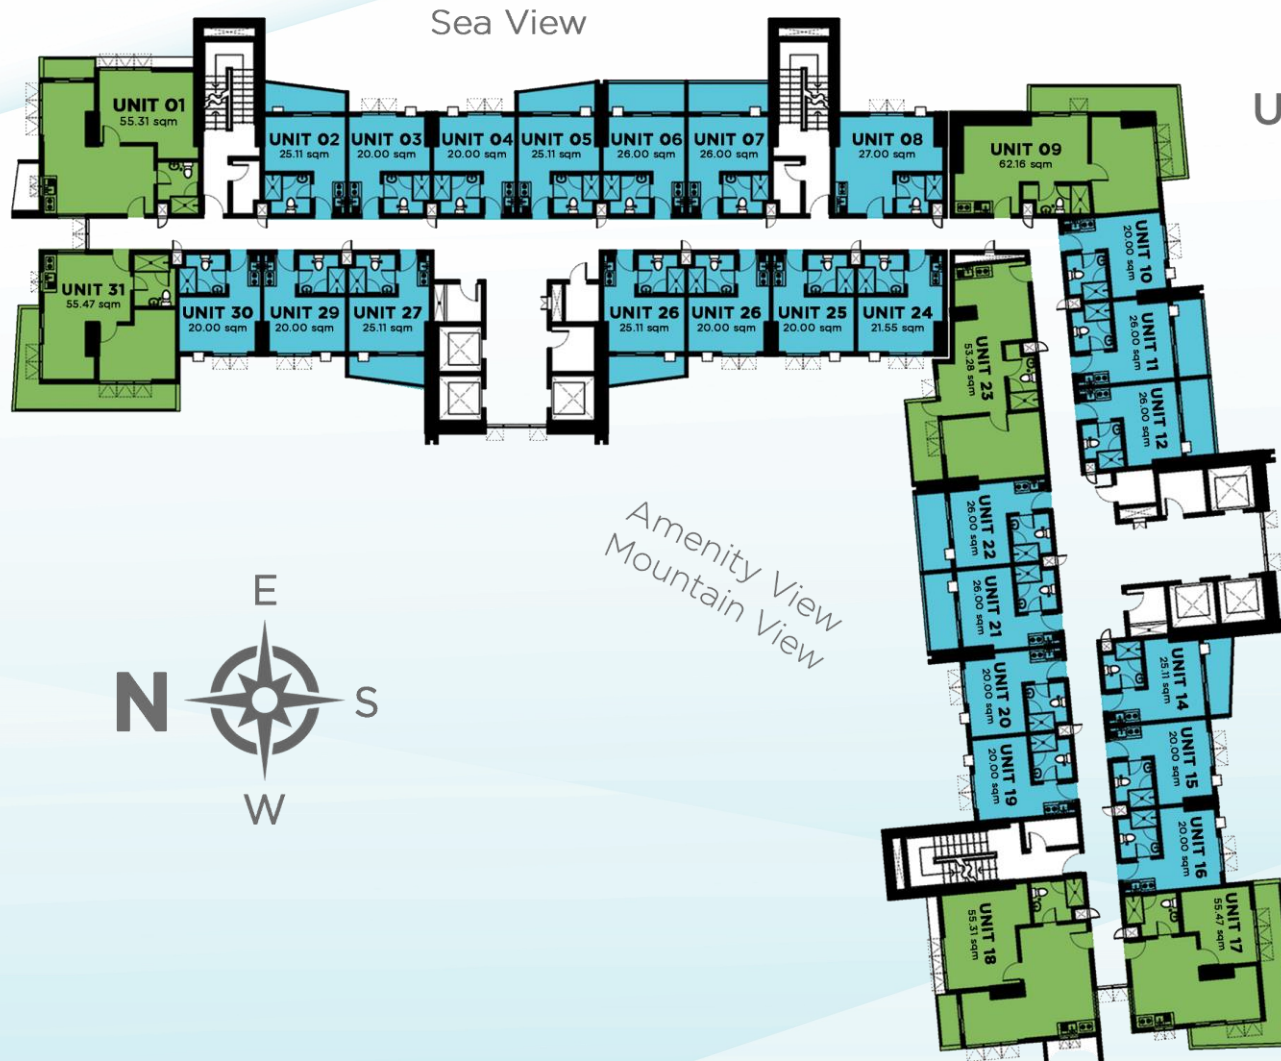 Sea View
U
UNIT 01
55.31 sqm
UNIT 02
25.11 sqm
UNIT 03
20.00 sqm
UNIT 04
20.00 sqm
UNIT 05
25.11 sqm
UNIT 06
26.00 sqm
UNIT 07
26.00 sqm
UNIT 08
27.00 sqm
UNIT 09
62.16 sqm
UNIT 10
20.00 sqm
UNIT 31
55.47 sqm
UNIT 30
20.00 sqm
UNIT 29
20.00 sqm
UNIT 27
25.11 sqm
UNIT 26
25.11 sqm
UNIT 26
20.00 sqm
UNIT 25
20.00 sqm
UNIT 24
21.55 sqm
UNIT 23
53.28 sqm
UNIT 11
26.00 sqm
UNIT 12
26.00 sqm
Amenity View
Mountain View
UNIT 22
26.00 sqm
UNIT 21
26.00 sqm
UNIT 20
20.00 sqm
UNIT 19
20.00 sqm
UNIT 14
25.11 sqm
UNIT 15
20.00 sqm
UNIT 16
20.00 sqm
UNIT 18
55.31 sqm
UNIT 17
55.47 sqm
E
N
S
W